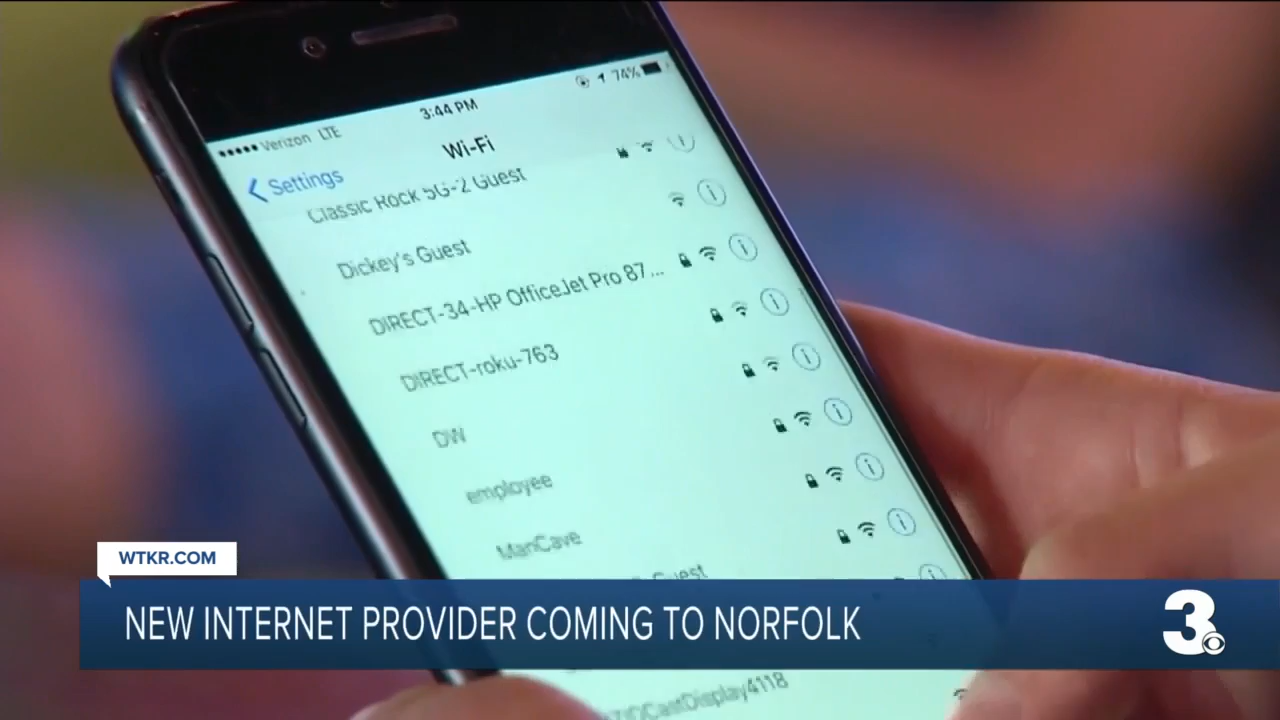 Verizon LTE
3:44 PM
74%
Settings
Wi-Fi
Classic Rock 5G-2 Guest
Dickey's Guest
DIRECT-34-HP OfficeJet Pro 87...
DIRECT-roku-763
DW
employee
ManCave
Guest
WTKR.COM
NEW INTERNET PROVIDER COMING TO NORFOLK
3